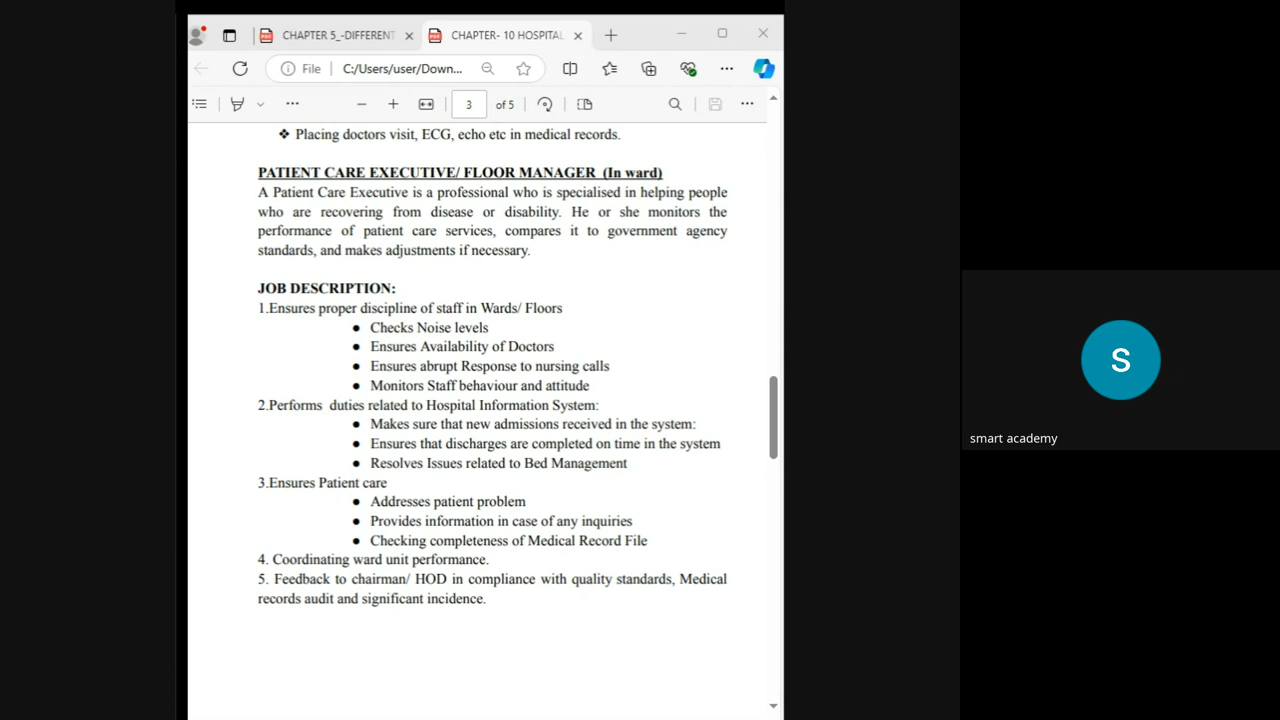 CHAPTER 5_-DIFFERENT
CHAPTER- 10 HOSPITAL
File
C:/Users/user/Down...
3 of 5
❖ Placing doctors visit, ECG, echo etc in medical records.
PATIENT CARE EXECUTIVE/ FLOOR MANAGER (In ward)
A Patient Care Executive is a professional who is specialised in helping people
who are recovering from disease or disability. He or she monitors the
performance of patient care services, compares it to government agency
standards, and makes adjustments if necessary.
JOB DESCRIPTION:
1.Ensures proper discipline of staff in Wards/ Floors
● Checks Noise levels
● Ensures Availability of Doctors
● Ensures abrupt Response to nursing calls
● Monitors Staff behaviour and attitude
2.Performs duties related to Hospital Information System:
● Makes sure that new admissions received in the system:
● Ensures that discharges are completed on time in the system
● Resolves Issues related to Bed Management
3.Ensures Patient care
● Addresses patient problem
● Provides information in case of any inquiries
● Checking completeness of Medical Record File
4. Coordinating ward unit performance.
5. Feedback to chairman/ HOD in compliance with quality standards, Medical
records audit and significant incidence.
S
smart academy